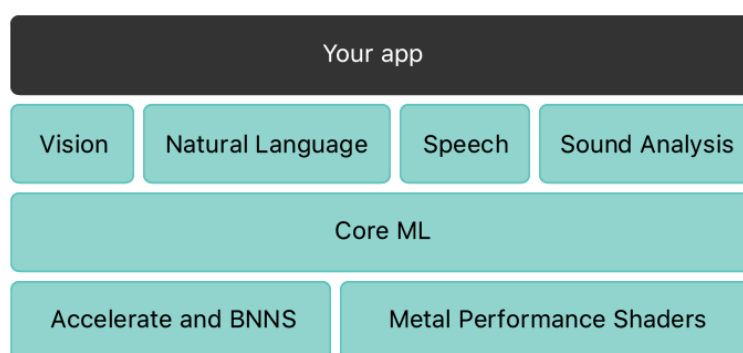 Your app
Vision Natural Language Speech Sound Analysis
Core ML
Accelerate and BNNS Metal Performance Shaders